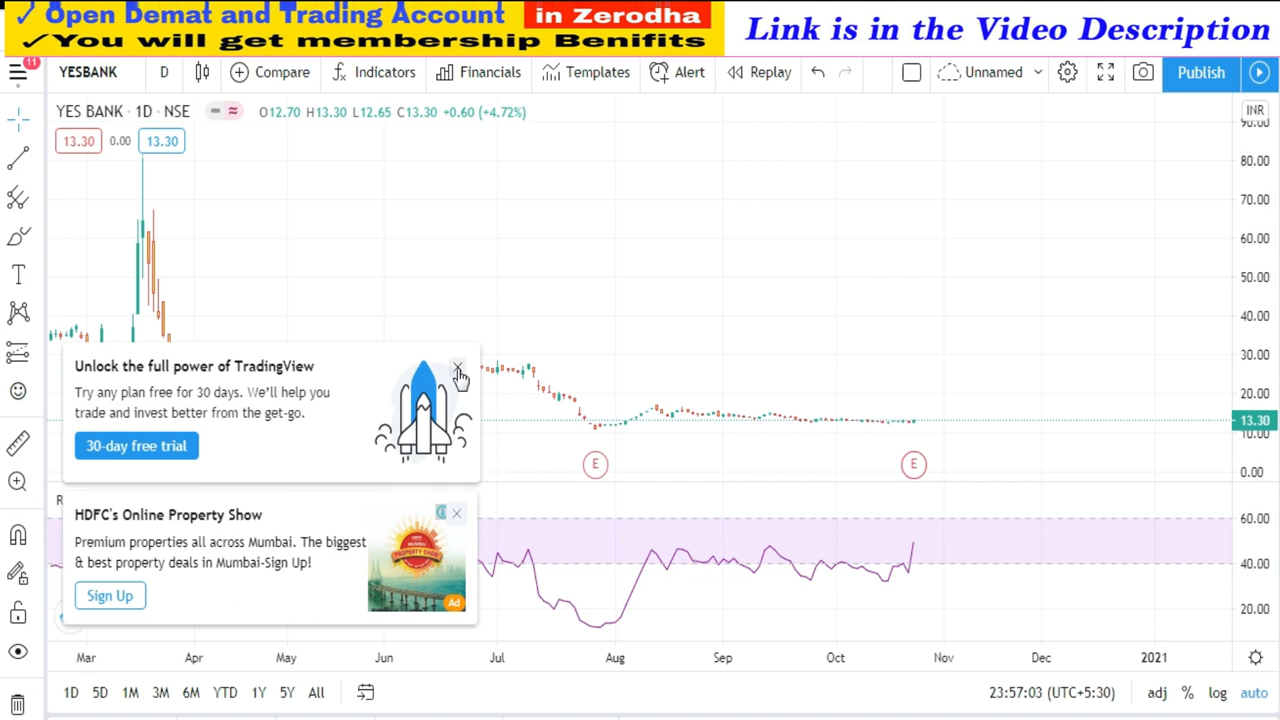 ✓ Open Demat and Trading Account in Zerodha
✓You will get membership Benifits
Link is in the Video Description
11
YESBANK D Compare Indicators Financials Templates Alert Replay Unnamed Publish
YES BANK · 1D · NSE O12.70 H13.30 L12.65 C13.30 +0.60 (+4.72%)
INR
13.30 0.00 13.30
90.00
80.00
70.00
60.00
50.00
40.00
30.00
20.00
13.30
10.00
0.00
Unlock the full power of TradingView
Try any plan free for 30 days. We'll help you
trade and invest better from the get-go.
30-day free trial
E E
R
HDFC's Online Property Show
Premium properties all across Mumbai. The biggest
& best property deals in Mumbai-Sign Up!
Sign Up
PROPERTY SHOW
Ad
60.00
40.00
20.00
Mar Apr May Jun Jul Aug Sep Oct Nov Dec 2021
1D 5D 1M 3M 6M YTD 1Y 5Y All 23:57:03 (UTC+5:30) adj % log auto